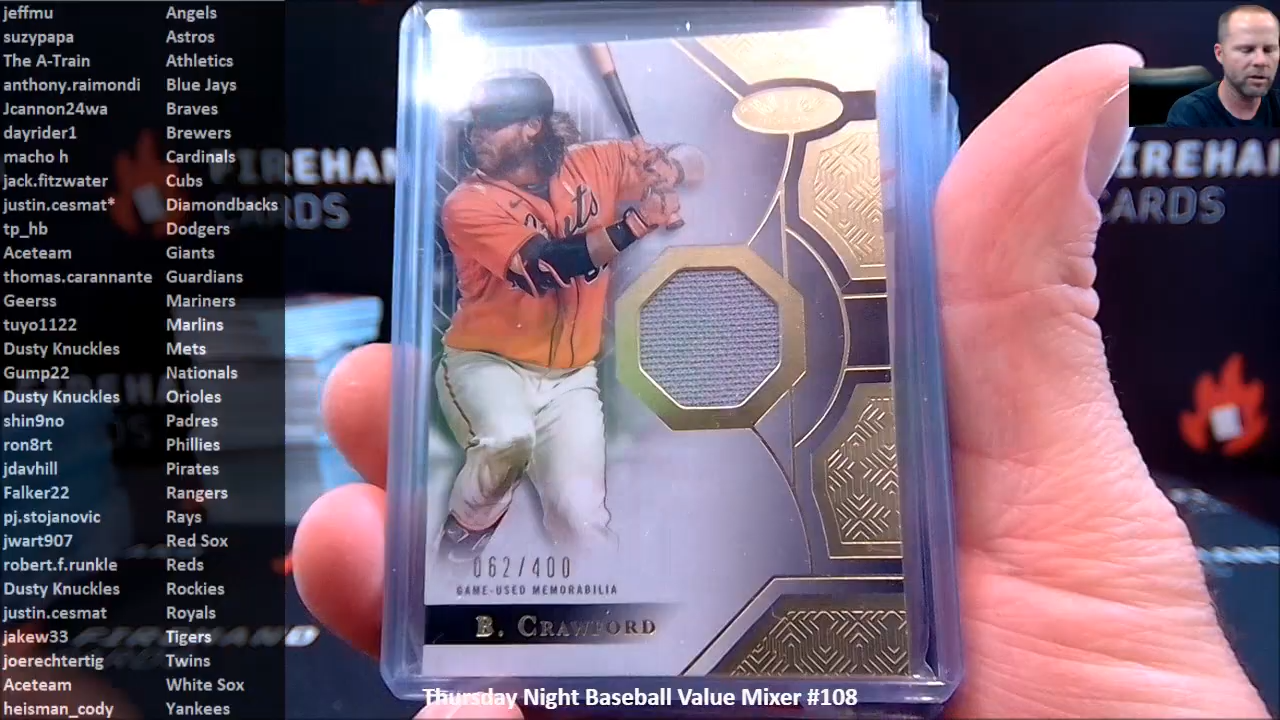 jeffmu Angels
suzypapa Astros
The A-Train Athletics
anthony.raimondi Blue Jays
Jcannon24wa Braves
dayrider1 Brewers
macho h Cardinals
jack.fitzwater Cubs
justin.cesmat* Diamondbacks
tp_hb Dodgers
Aceteam Giants
thomas.carannante Guardians
Geerss Mariners
tuyo1122 Marlins
Dusty Knuckles Mets
Gump22 Nationals
Dusty Knuckles Orioles
shin9no Padres
ron8rt Phillies
jdavhill Pirates
Falker22 Rangers
pj.stojanovic Rays
jwart907 Red Sox
robert.f.runkle Reds
Dusty Knuckles Rockies
justin.cesmat Royals
jakew33 Tigers
joerechtertig Twins
Aceteam White Sox
heisman_cody Yankees
CARDS
CARDS
062/400
GAME-USED MEMORABILIA
B. CRAWFORD
Thursday Night Baseball Value Mixer #108